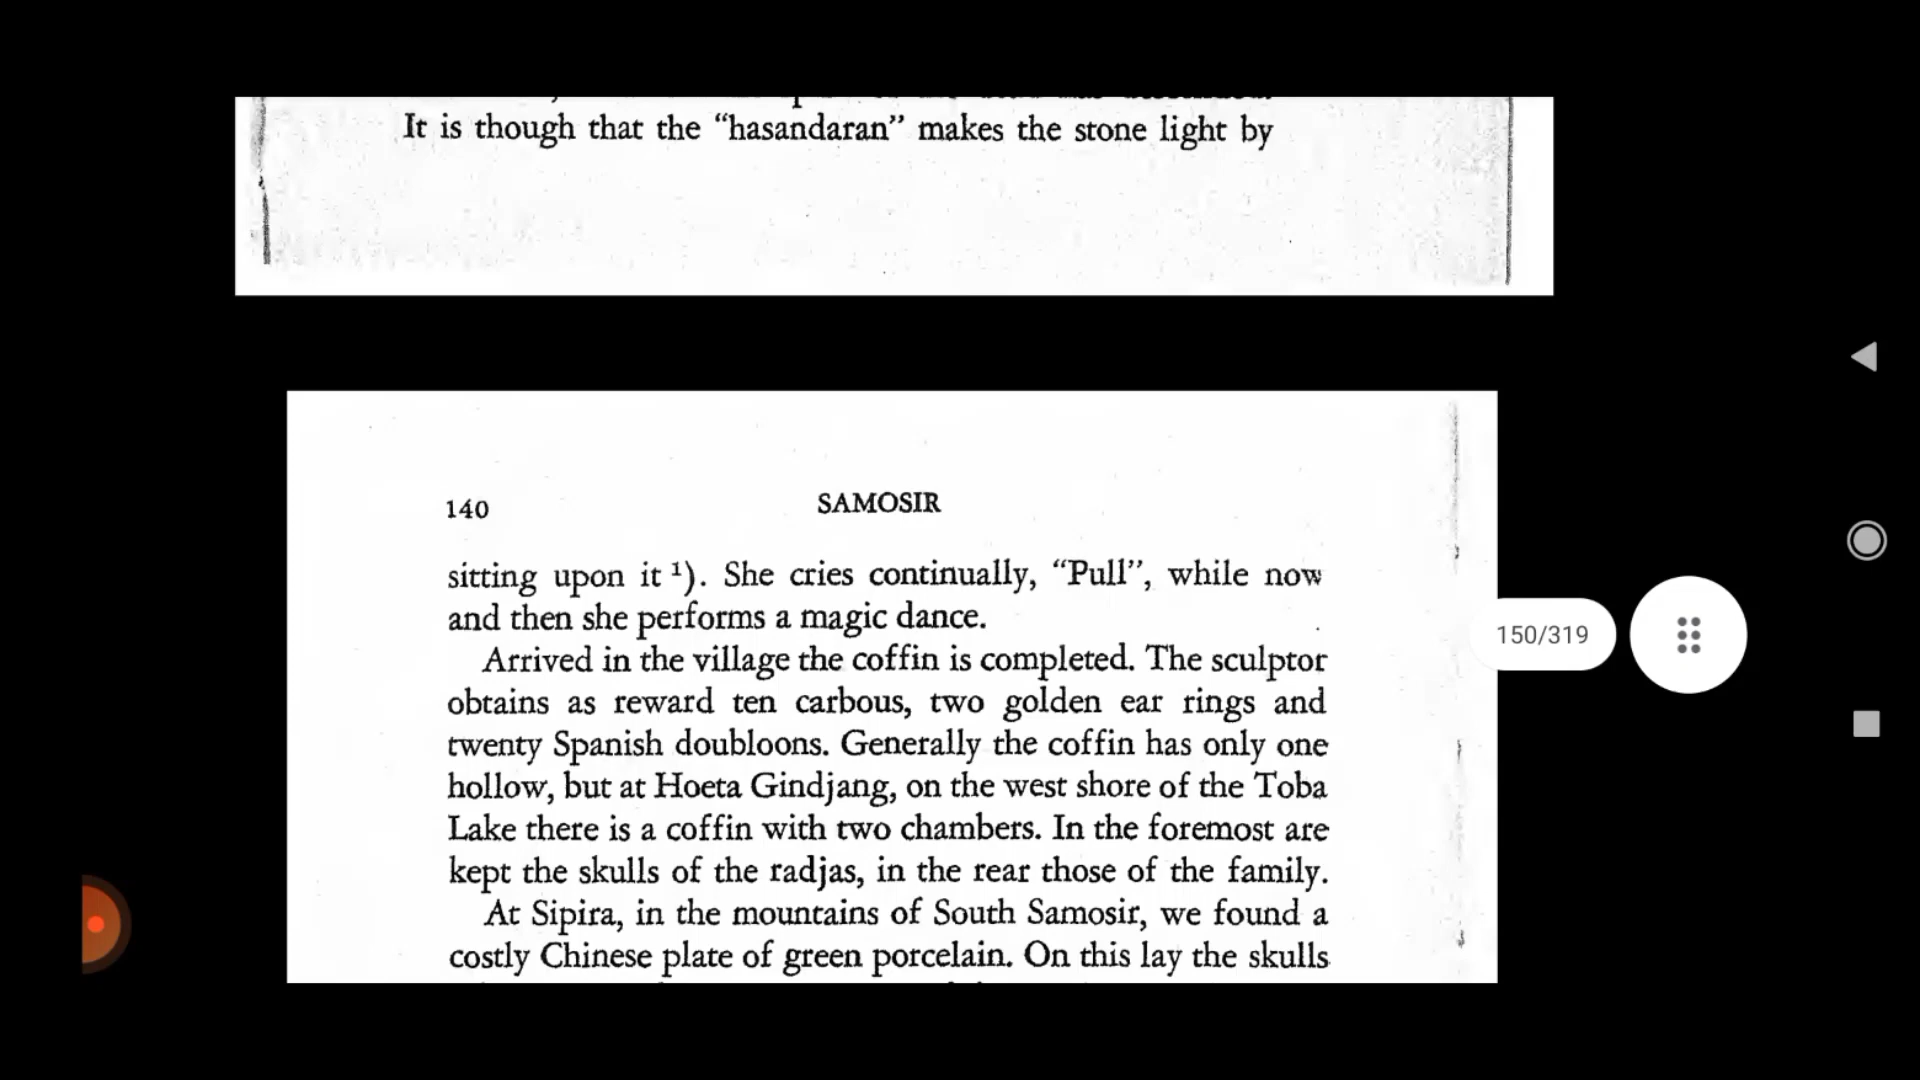 It is though that the “hasandaran” makes the stone light by
140 SAMOSIR
sitting upon it ¹). She cries continually, “Pull”, while now
and then she performs a magic dance.
Arrived in the village the coffin is completed. The sculptor
obtains as reward ten carbous, two golden ear rings and
twenty Spanish doubloons. Generally the coffin has only one
hollow, but at Hoeta Gindjang, on the west shore of the Toba
Lake there is a coffin with two chambers. In the foremost are
kept the skulls of the radjas, in the rear those of the family.
At Sipira, in the mountains of South Samosir, we found a
costly Chinese plate of green porcelain. On this lay the skulls
150/319